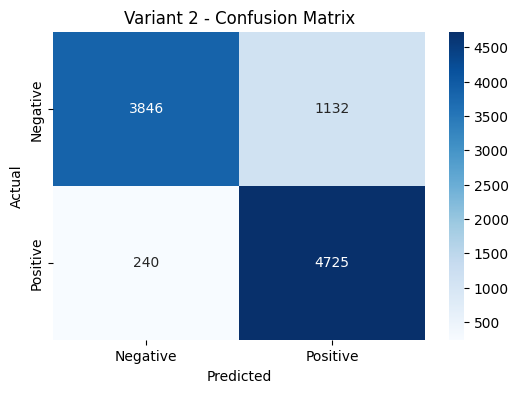 Variant 2 - Confusion Matrix
Actual
Negative
3846
1132
Positive
240
4725
Negative
Positive
Predicted
4500
4000
3500
3000
2500
2000
1500
1000
500